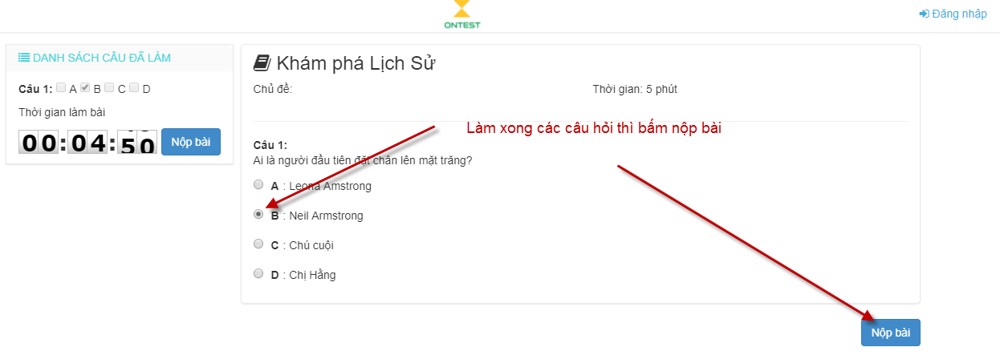 ONTEST
Đăng nhập
DANH SÁCH CÂU ĐÃ LÀM
Câu 1: A B C D
Thời gian làm bài
00:04:50 Nộp bài
Khám phá Lịch Sử
Chủ đề: Thời gian: 5 phút
Làm xong các câu hỏi thì bấm nộp bài
Câu 1:
Ai là người đầu tiên đặt chân lên mặt trăng?
A : Leona Amstrong
B : Neil Armstrong
C : Chú cuội
D : Chị Hằng
Nộp bài